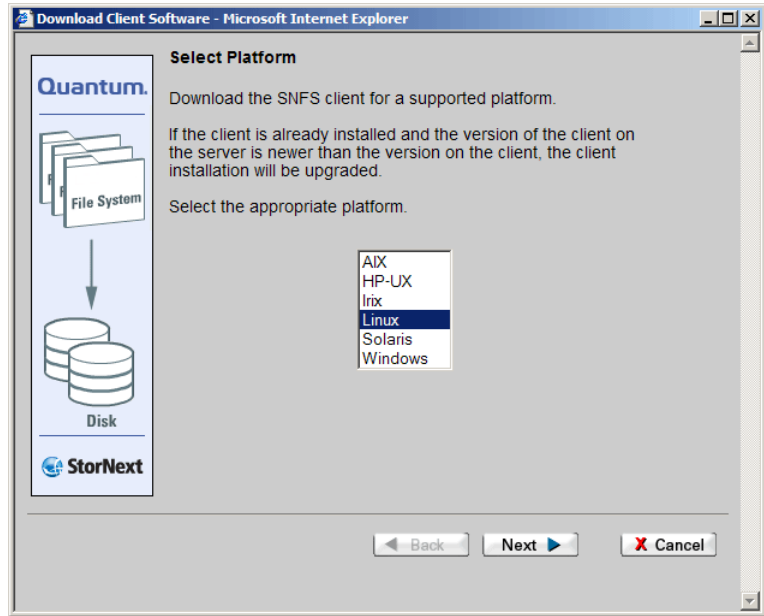 Download Client Software - Microsoft Internet Explorer
Quantum.
File System
Disk
StorNext
Select Platform
Download the SNFS client for a supported platform.
If the client is already installed and the version of the client on
the server is newer than the version on the client, the client
installation will be upgraded.
Select the appropriate platform.
AIX
HP-UX
Irix
Linux
Solaris
Windows
Back
Next
X Cancel